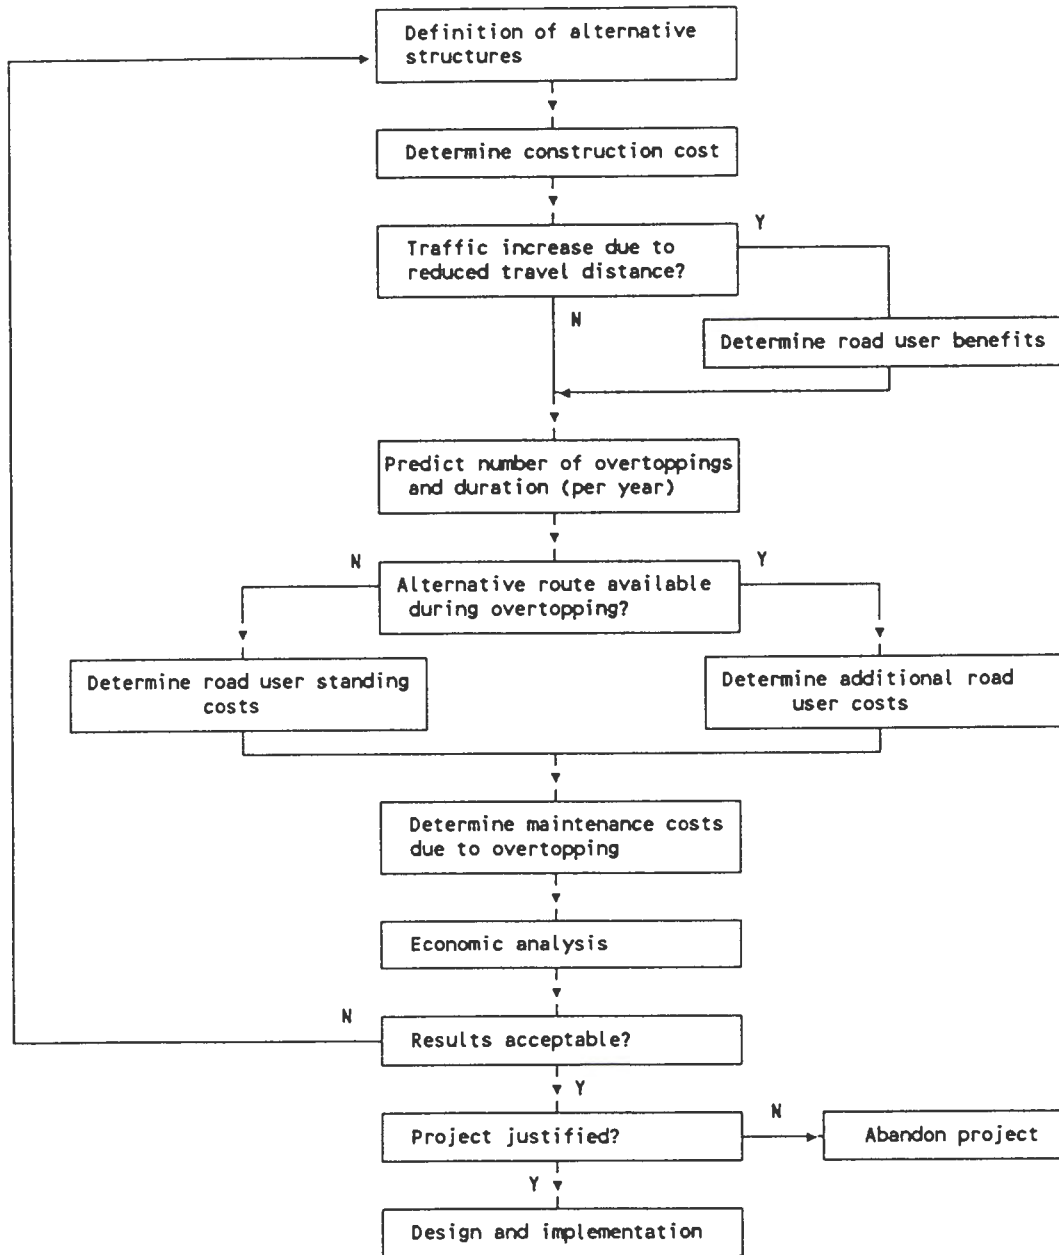 Definition of alternative
structures
Determine construction cost
Y
Traffic increase due to
reduced travel distance?
N
Determine road user benefits
Predict number of overtoppings
and duration (per year)
N
Y
Alternative route available
during overtopping?
Determine road user standing
costs
Determine additional road
user costs
Determine maintenance costs
due to overtopping
Economic analysis
N
Results acceptable?
Y
N
Project justified?
Abandon project
Y
Design and implementation